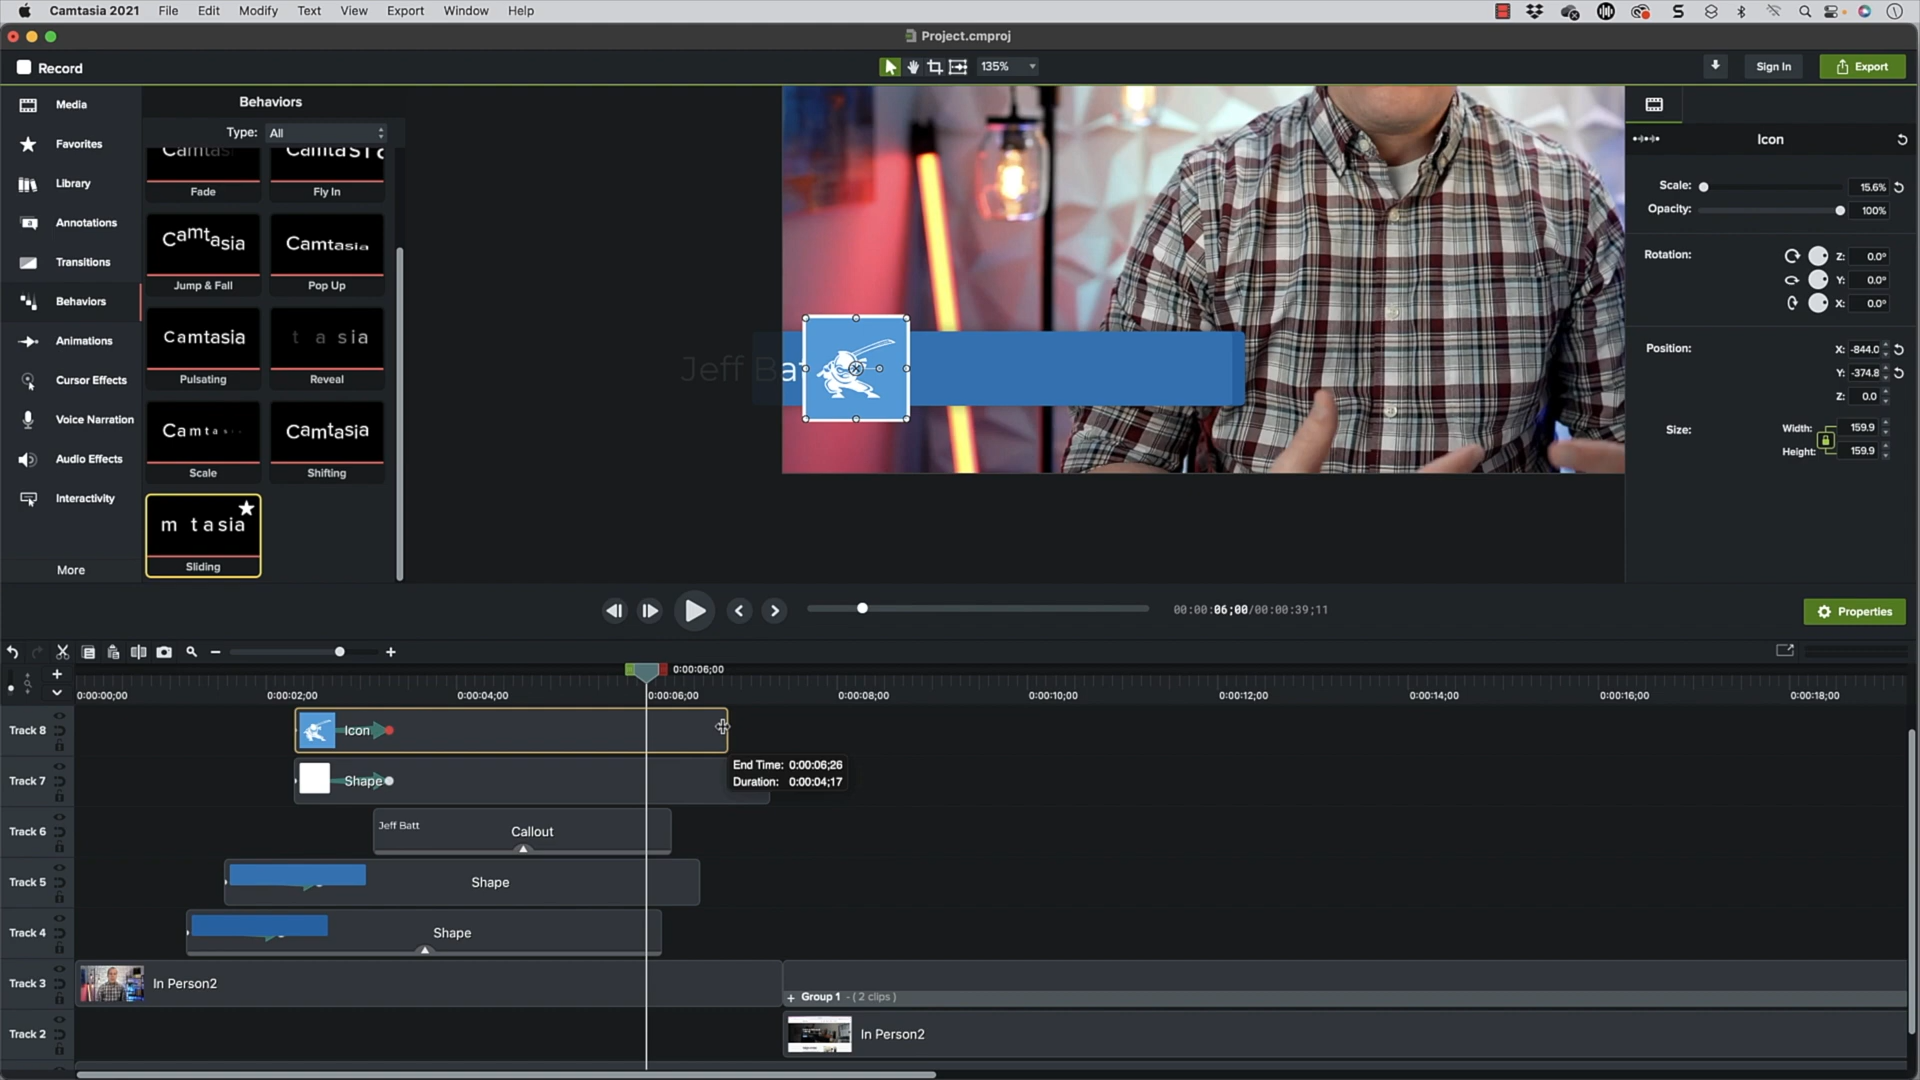 Camtasia 2021 File Edit Modify Text View Export Window Help
Project.cmproj
Record
135%
Sign In
Export
Media
Favorites
Library
Annotations
Transitions
Behaviors
Animations
Cursor Effects
Voice Narration
Audio Effects
Interactivity
More
Behaviors
Type: All
Fade
Fly In
Camtasia
Jump & Fall
Camtasia
Pop Up
Camtasia
Pulsating
t a sia
Reveal
Camta
Scale
Camtasia
Shifting
m t a sia
Sliding
Jeff Ba
Icon
Scale: 15.6%
Opacity: 100%
Rotation:
Z: 0.0°
Y: 0.0°
X: 0.0°
Position:
X: -844.0
Y: -374.8
Z: 0.0
Size:
Width: 159.9
Height: 159.9
00:00:06;00/00:00:39;11
Properties
0:00:06;00
0:00:00;00 0:00:02;00 0:00:04;00 0:00:06;00 0:00:08;00 0:00:10;00 0:00:12;00 0:00:14;00 0:00:16;00 0:00:18;00
Track 8 Icon
End Time: 0:00:06;26
Duration: 0:00:04;17
Track 7 Shape
Track 6 Jeff Batt Callout
Track 5 Shape
Track 4 Shape
Track 3 In Person2
+ Group 1 - ( 2 clips )
Track 2 In Person2